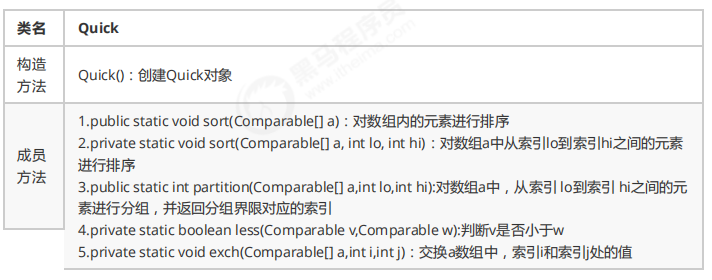 类名 Quick
构造
方法
Quick()：创建Quick对象
成员
方法
1.public static void sort(Comparable[] a)：对数组内的元素进行排序
2.private static void sort(Comparable[] a, int lo, int hi)：对数组a中从索引lo到索引hi之间的元素
进行排序
3.public static int partition(Comparable[] a,int lo,int hi):对数组a中，从索引 lo到索引 hi之间的元
素进行分组，并返回分组界限对应的索引
4.private static boolean less(Comparable v,Comparable w):判断v是否小于w
5.private static void exch(Comparable[] a,int i,int j)：交换a数组中，索引i和索引j处的值
黑马程序员
www.itheima.com